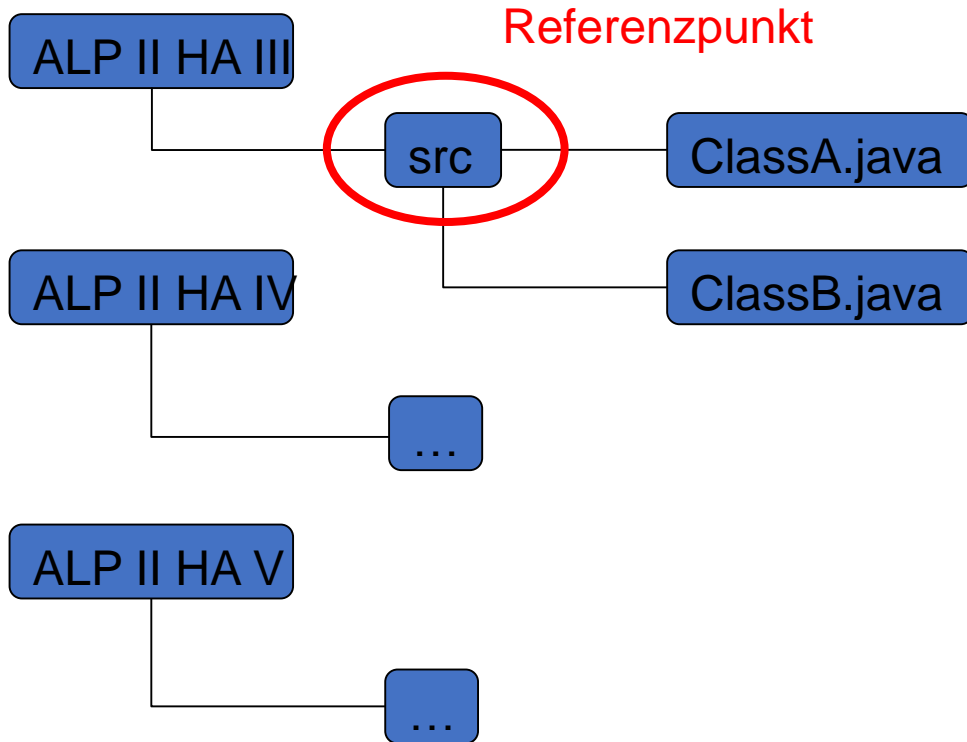 Referenzpunkt
ALP II HA III
src
ClassA.java
ALP II HA IV
ClassB.java
...
ALP II HA V
...